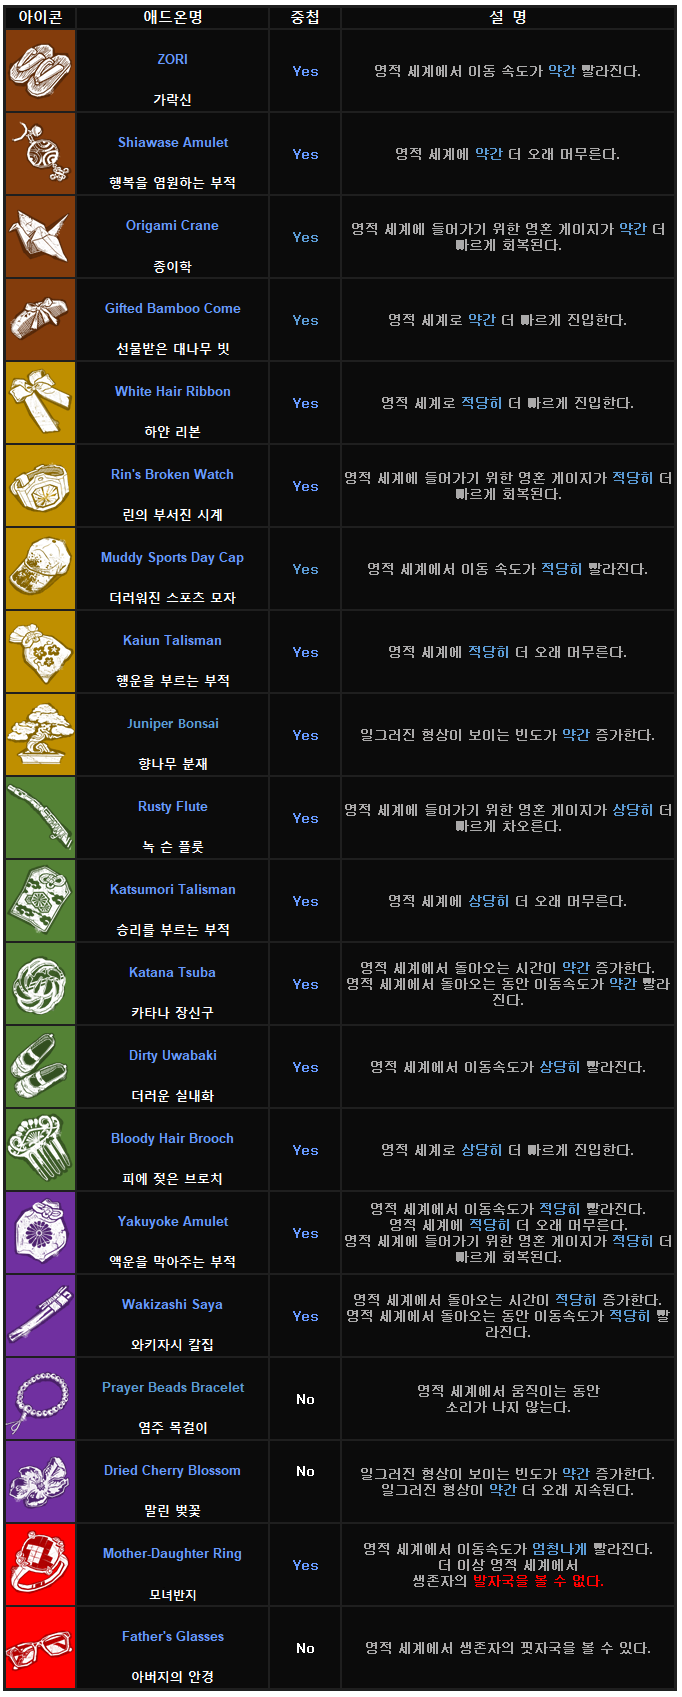 아이콘 애드온명 중첩 설 명
ZORI
가락신
Yes
영적 세계에서 이동 속도가 약간 빨라진다.
Shiawase Amulet
행복을 염원하는 부적
Yes
영적 세계에 약간 더 오래 머무른다.
Origami Crane
종이학
Yes
영적 세계에 들어가기 위한 영혼 게이지가 약간 더
빠르게 회복된다.
Gifted Bamboo Come
선물받은 대나무 빗
Yes
영적 세계로 약간 더 빠르게 진입한다.
White Hair Ribbon
하얀 리본
Yes
영적 세계로 적당히 더 빠르게 진입한다.
Rin's Broken Watch
린의 부서진 시계
Yes
영적 세계에 들어가기 위한 영혼 게이지가 적당히 더
빠르게 회복된다.
Muddy Sports Day Cap
더러워진 스포츠 모자
Yes
영적 세계에서 이동 속도가 적당히 빨라진다.
Kaiun Talisman
행운을 부르는 부적
Yes
영적 세계에 적당히 더 오래 머무른다.
Juniper Bonsai
향나무 분재
Yes
일그러진 형상이 보이는 빈도가 약간 증가한다.
Rusty Flute
녹 슨 플룻
Yes
영적 세계에 들어가기 위한 영혼 게이지가 상당히 더
빠르게 차오른다.
Katsumori Talisman
승리를 부르는 부적
Yes
영적 세계에 상당히 더 오래 머무른다.
Katana Tsuba
카타나 장신구
Yes
영적 세계에서 돌아오는 시간이 약간 증가한다.
영적 세계에서 돌아오는 동안 이동속도가 약간 빨라
진다.
Dirty Uwabaki
더러운 실내화
Yes
영적 세계에서 이동속도가 상당히 빨라진다.
Bloody Hair Brooch
피에 젖은 브로치
Yes
영적 세계로 상당히 더 빠르게 진입한다.
Yakuyoke Amulet
액운을 막아주는 부적
Yes
영적 세계에서 이동속도가 적당히 빨라진다.
영적 세계에 적당히 더 오래 머무른다.
영적 세계에 들어가기 위한 영혼 게이지가 적당히 더
빠르게 회복된다.
Wakizashi Saya
와키자시 칼집
Yes
영적 세계에서 돌아오는 시간이 적당히 증가한다.
영적 세계에서 돌아오는 동안 이동속도가 적당히 빨
라진다.
Prayer Beads Bracelet
염주 목걸이
No
영적 세계에서 움직이는 동안
소리가 나지 않는다.
Dried Cherry Blossom
말린 벚꽃
No
일그러진 형상이 보이는 빈도가 약간 증가한다.
일그러진 형상이 약간 더 오래 지속된다.
Mother-Daughter Ring
모녀반지
Yes
영적 세계에서 이동속도가 엄청나게 빨라진다.
더 이상 영적 세계에서
생존자의 발자국을 볼 수 없다.
Father's Glasses
아버지의 안경
No
영적 세계에서 생존자의 핏자국을 볼 수 있다.